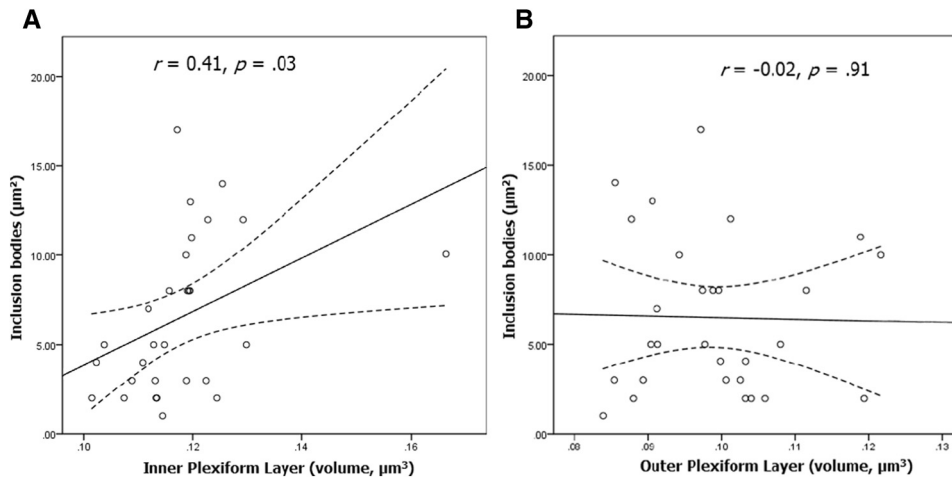 A
r = 0.41, p = .03
Inclusion bodies (μm²)
20.00
15.00
10.00
5.00
.00
.10
.12
.14
.16
Inner Plexiform Layer (volume, μm³)
B
r = -0.02, p = .91
Inclusion bodies (μm²)
20.00
15.00
10.00
5.00
.00
.08
.09
.10
.11
.12
.13
Outer Plexiform Layer (volume, μm³)